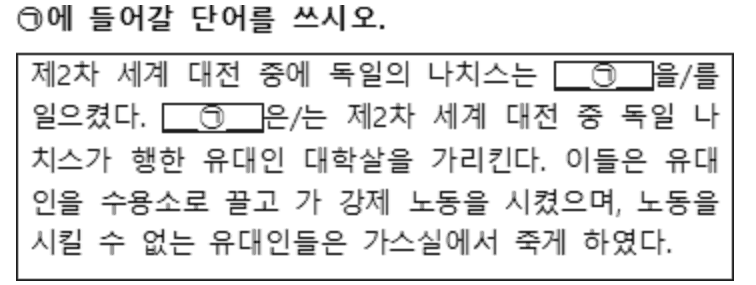 ㉠에 들어갈 단어를 쓰시오.
제2차 세계 대전 중에 독일의 나치스는 ㉠ 을/를
일으켰다. ㉠ 은/는 제2차 세계 대전 중 독일 나
치스가 행한 유대인 대학살을 가리킨다. 이들은 유대
인을 수용소로 끌고 가 강제 노동을 시켰으며, 노동을
시킬 수 없는 유대인들은 가스실에서 죽게 하였다.